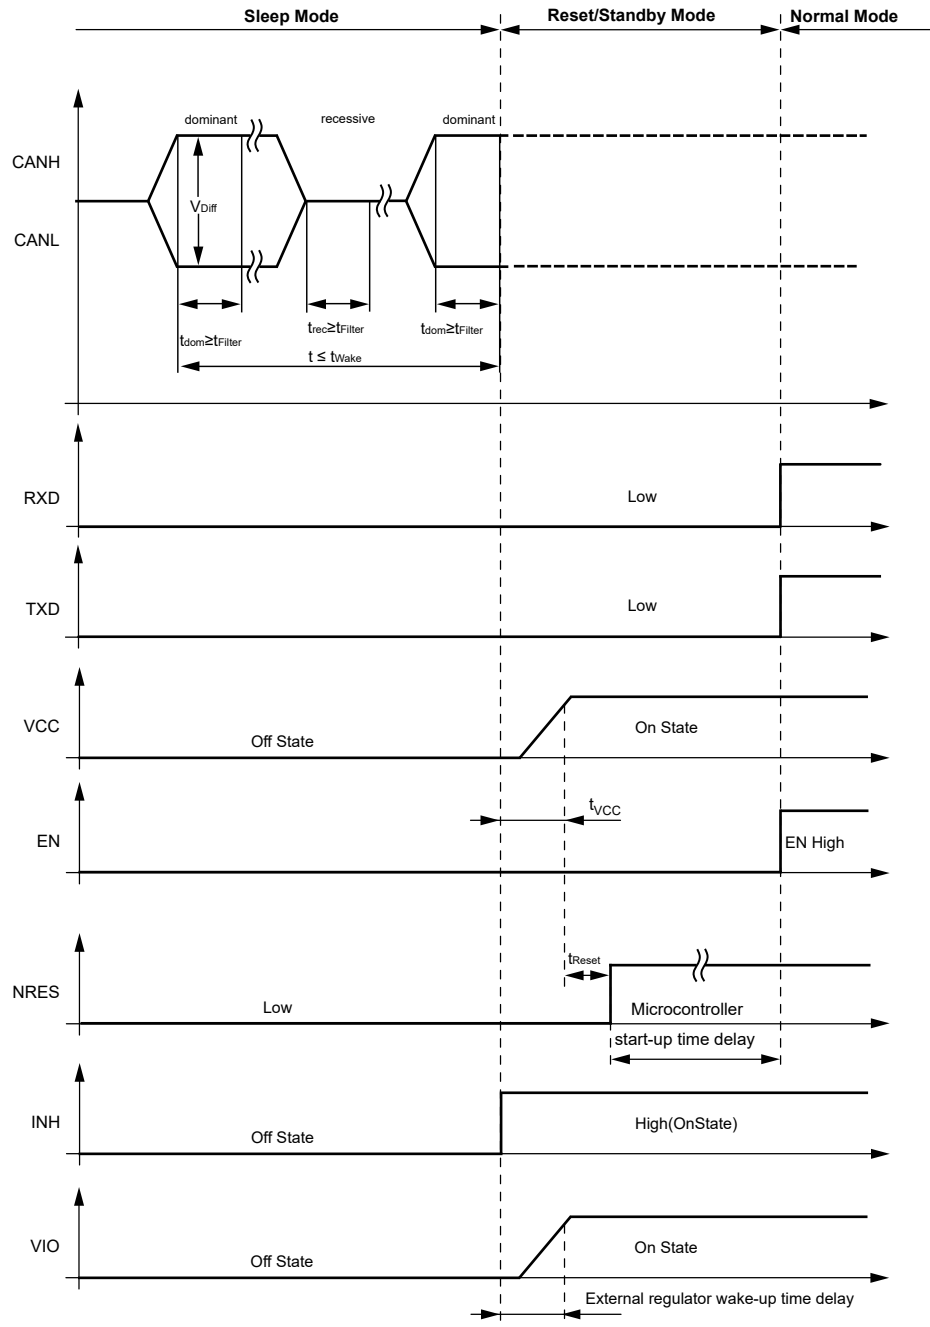 Sleep Mode
Reset/Standby Mode
Normal Mode
dominant
recessive
dominant
CANH
VDiff
CANL
tdom≥tFilter
trec≥tFilter
tdom≥tFilter
t ≤ tWake
RXD
Low
TXD
Low
VCC
Off State
On State
tVCC
EN
EN High
tReset
NRES
Low
Microcontroller
start-up time delay
INH
Off State
High(OnState)
VIO
Off State
On State
External regulator wake-up time delay